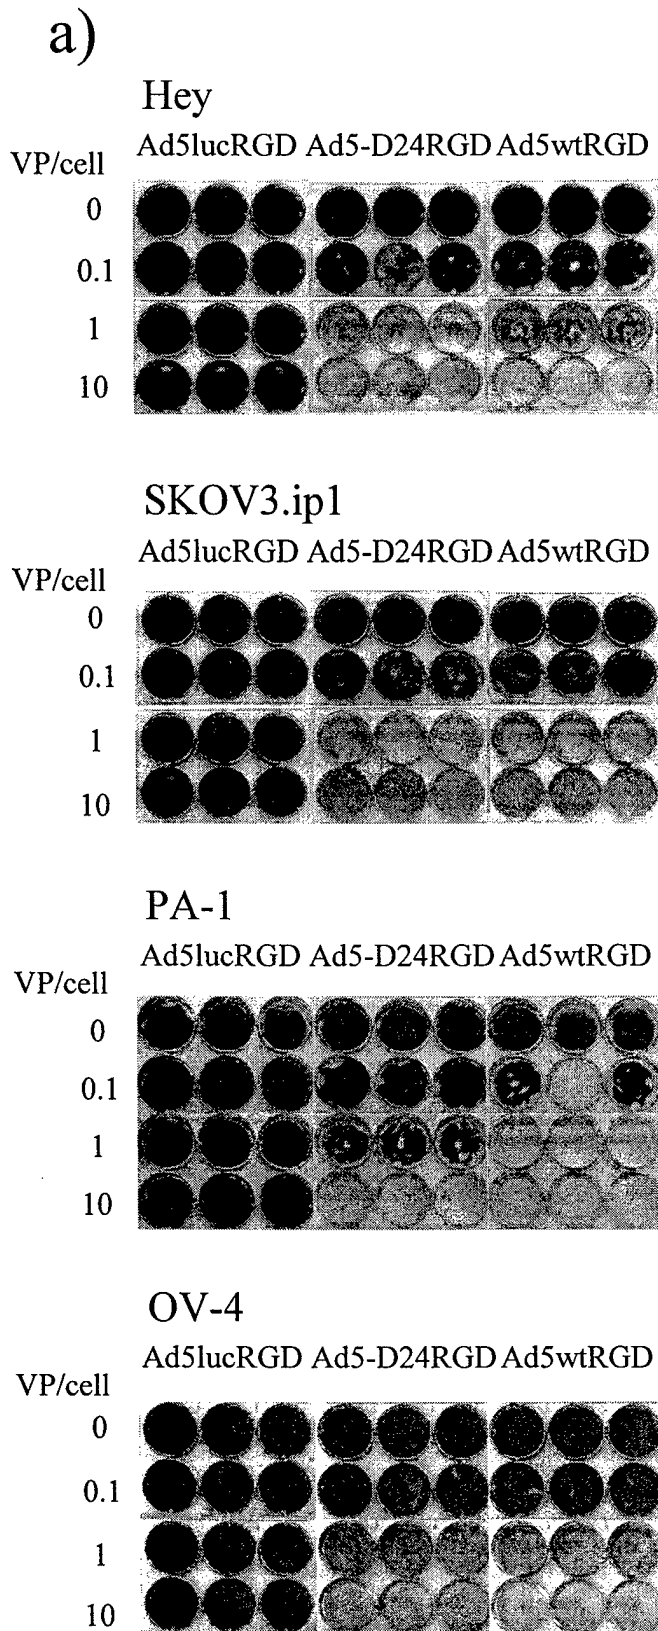 a)
Hey
Ad5lucRGD Ad5-D24RGD Ad5wtRGD
VP/cell
0
0.1
1
10
SKOV3.ip1
Ad5lucRGD Ad5-D24RGD Ad5wtRGD
VP/cell
0
0.1
1
10
PA-1
Ad5lucRGD Ad5-D24RGD Ad5wtRGD
VP/cell
0
0.1
1
10
OV-4
Ad5lucRGD Ad5-D24RGD Ad5wtRGD
VP/cell
0
0.1
1
10